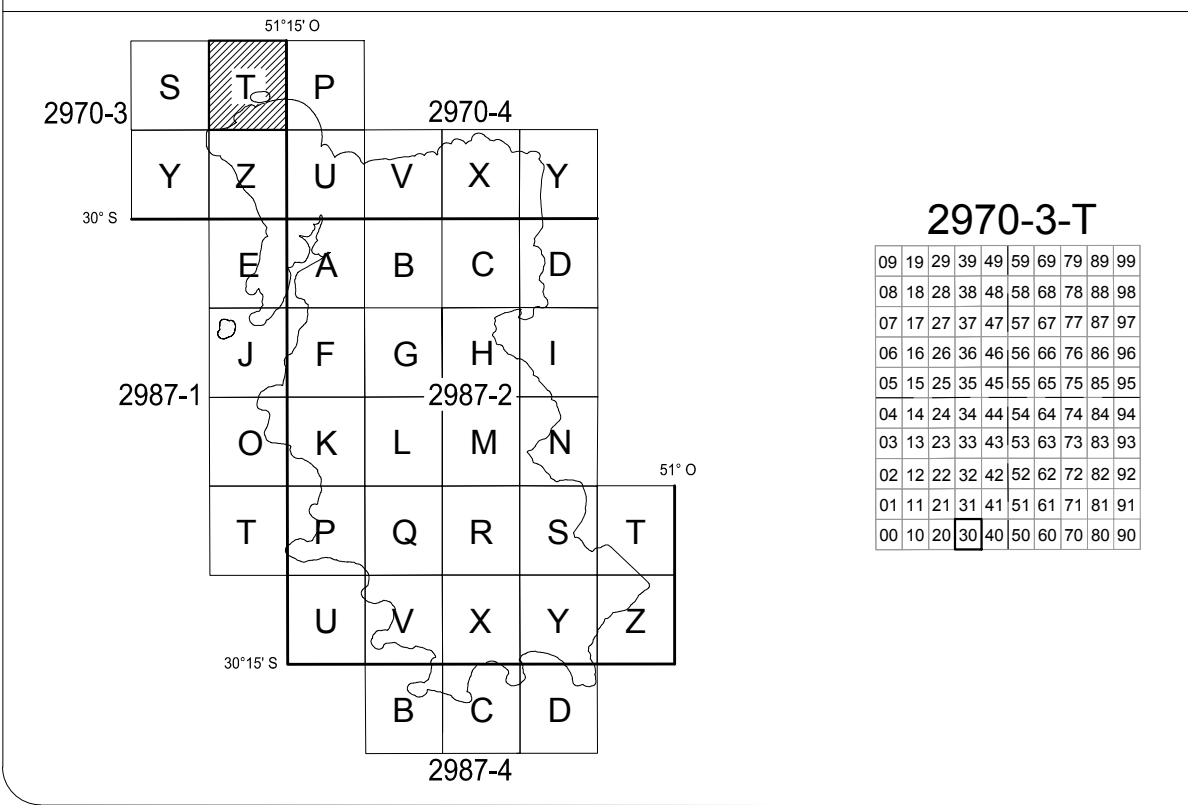 51°15' O
S T P
2970-3 2970-4
Y Z U V X Y
30° S
E A B C D
J F G H I
2987-1 2987-2
O K L M N
51° O
T P Q R S T
U V X Y Z
30°15' S
B C D
2987-4
2970-3-T
09 19 29 39 49 59 69 79 89 99
08 18 28 38 48 58 68 78 88 98
07 17 27 37 47 57 67 77 87 97
06 16 26 36 46 56 66 76 86 96
05 15 25 35 45 55 65 75 85 95
04 14 24 34 44 54 64 74 84 94
03 13 23 33 43 53 63 73 83 93
02 12 22 32 42 52 62 72 82 92
01 11 21 31 41 51 61 71 81 91
00 10 20 30 40 50 60 70 80 90